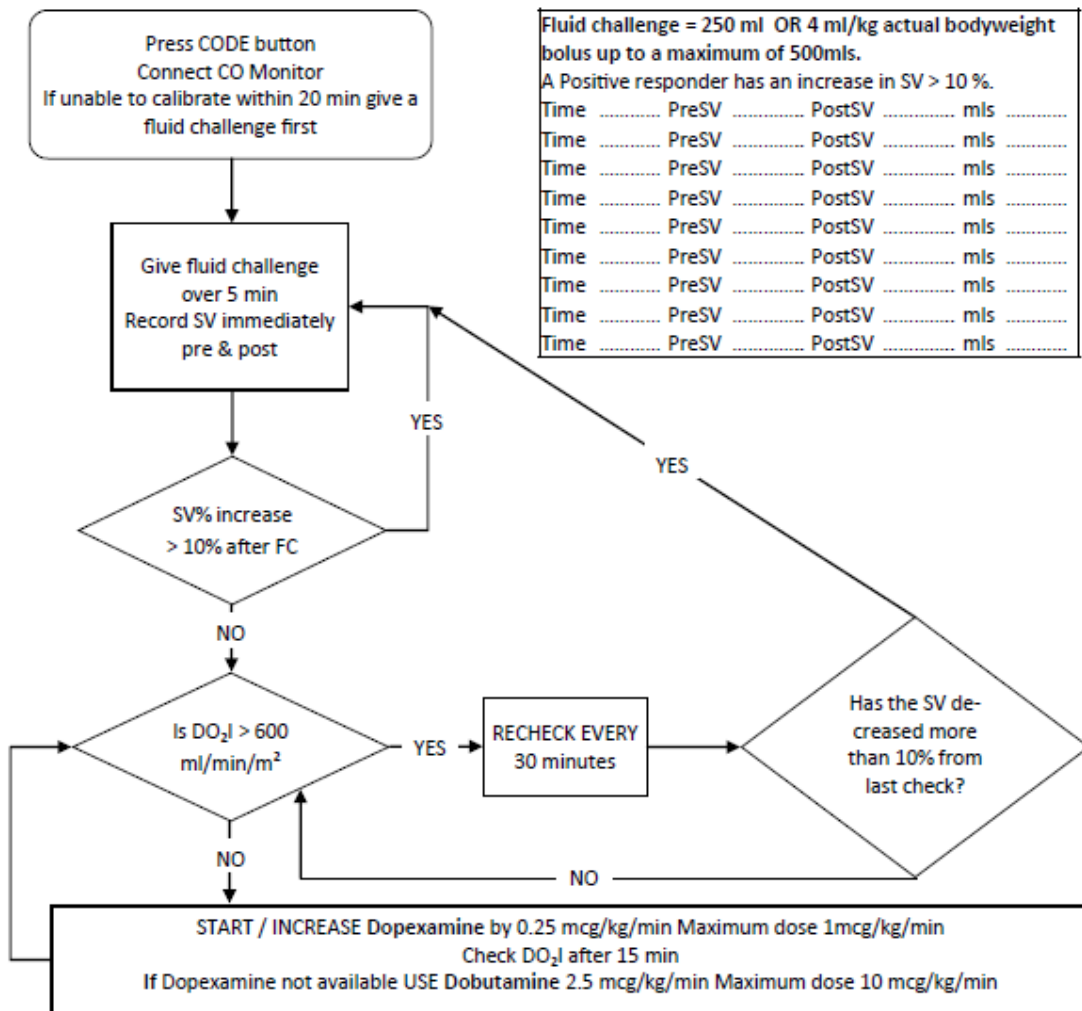 Press CODE button
Connect CO Monitor
If unable to calibrate within 20 min give a
fluid challenge first
Fluid challenge = 250 ml OR 4 ml/kg actual bodyweight
bolus up to a maximum of 500mls.
A Positive responder has an increase in SV > 10 %.
Time ............ PreSV .............. PostSV .............. mls ............
Time ............ PreSV .............. PostSV .............. mls ............
Time ............ PreSV .............. PostSV .............. mls ............
Time ............ PreSV .............. PostSV .............. mls ............
Time ............ PreSV .............. PostSV .............. mls ............
Time ............ PreSV .............. PostSV .............. mls ............
Time ............ PreSV .............. PostSV .............. mls ............
Time ............ PreSV .............. PostSV .............. mls ............
Time ............ PreSV .............. PostSV .............. mls ............
Give fluid challenge
over 5 min
Record SV immediately
pre & post
YES
YES
SV% increase
> 10% after FC
NO
Is DO₂I > 600
ml/min/m²
YES
RECHECK EVERY
30 minutes
Has the SV de-
creased more
than 10% from
last check?
NO
NO
START / INCREASE Dopexamine by 0.25 mcg/kg/min Maximum dose 1mcg/kg/min
Check DO₂I after 15 min
If Dopexamine not available USE Dobutamine 2.5 mcg/kg/min Maximum dose 10 mcg/kg/min